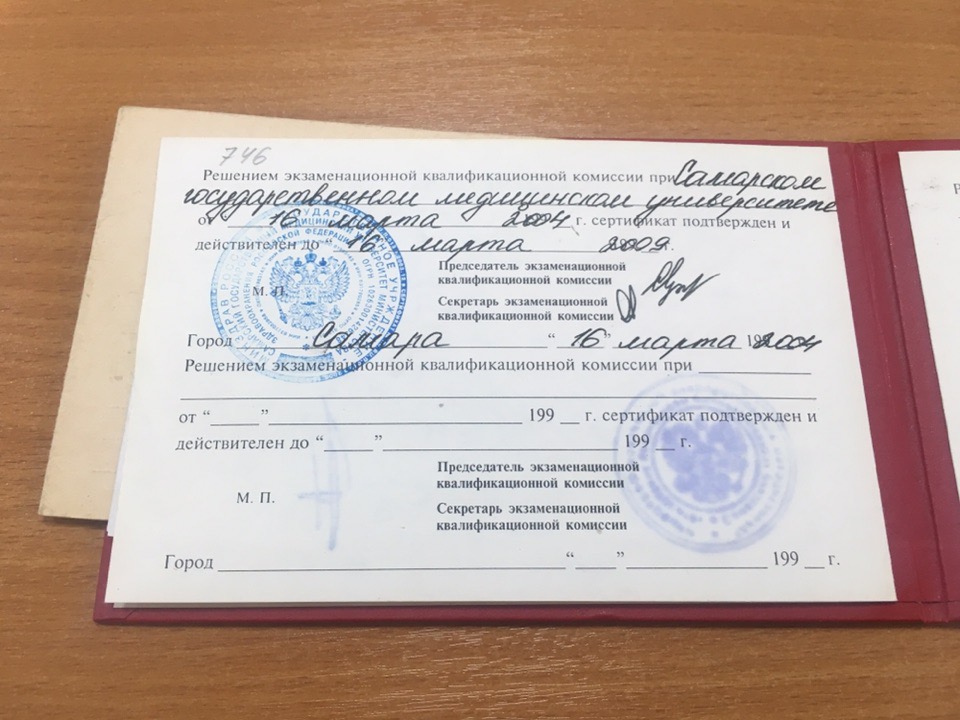 746
Решением экзаменационной квалификационной комиссии при Самарском
государственном медицинском университете
от " 16 марта 2004 г. сертификат подтвержден и
действителен до " 16 марта 2009.
Председатель экзаменационной
квалификационной комиссии
М. П.
Секретарь экзаменационной
квалификационной комиссии
Город Самара " 16 " марта 2004
Решением экзаменационной квалификационной комиссии при
от " " 199 г. сертификат подтвержден и
действителен до " " 199 г.
Председатель экзаменационной
квалификационной комиссии
М. П.
Секретарь экзаменационной
квалификационной комиссии
Город " " 199 г.